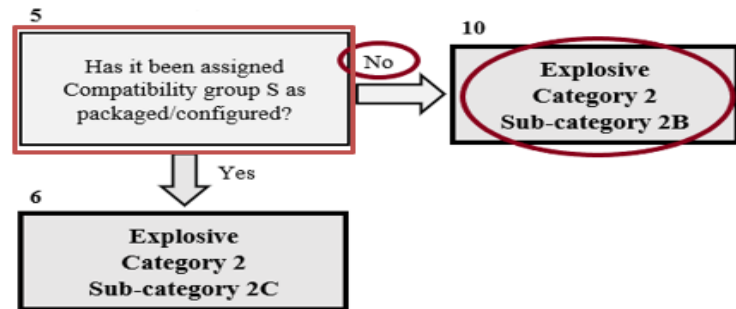 5
Has it been assigned
Compatibility group S as
packaged/configured?
No
10
Explosive
Category 2
Sub-category 2B
Yes
6
Explosive
Category 2
Sub-category 2C